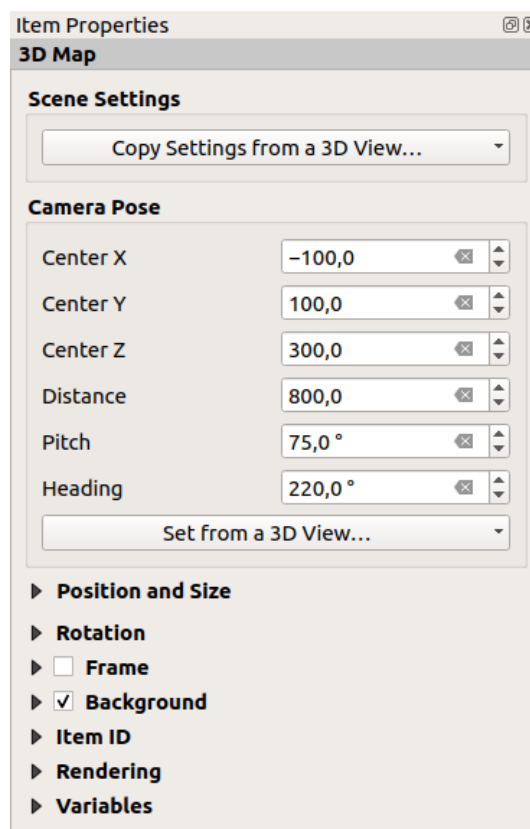 Item Properties
3D Map
Scene Settings
Copy Settings from a 3D View…
Camera Pose
Center X −100,0
Center Y 100,0
Center Z 300,0
Distance 800,0
Pitch 75,0 °
Heading 220,0 °
Set from a 3D View…
Position and Size
Rotation
Frame
Background
Item ID
Rendering
Variables